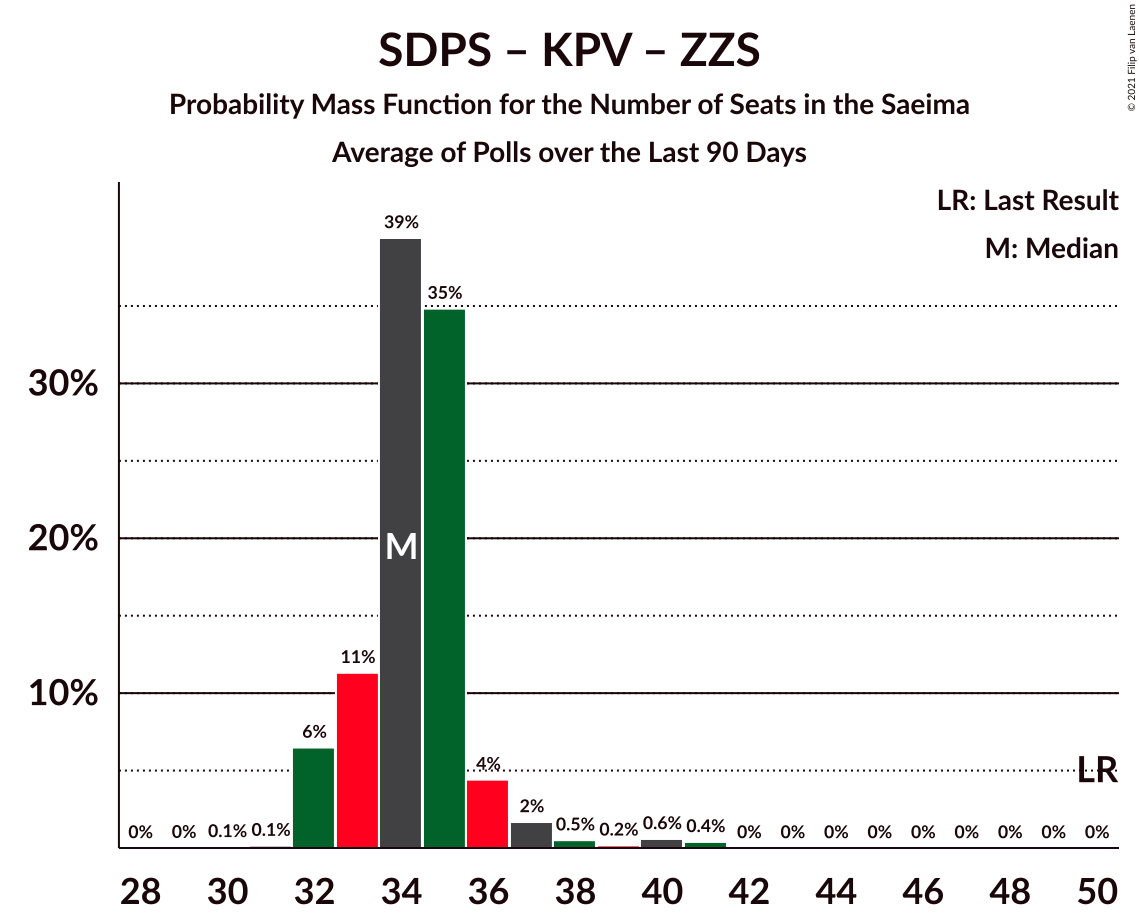 SDPS – KPV – ZZS
Probability Mass Function for the Number of Seats in the Saeima
Average of Polls over the Last 90 Days
© 2021 Filip van Laenen
LR: Last Result
M: Median
39%
35%
30%
20%
M
11%
10%
6%
4%
LR
2%
0% 0% 0.1% 0.1% 0.5% 0.2% 0.6% 0.4% 0% 0% 0% 0% 0% 0% 0% 0% 0%
28 30 32 34 36 38 40 42 44 46 48 50